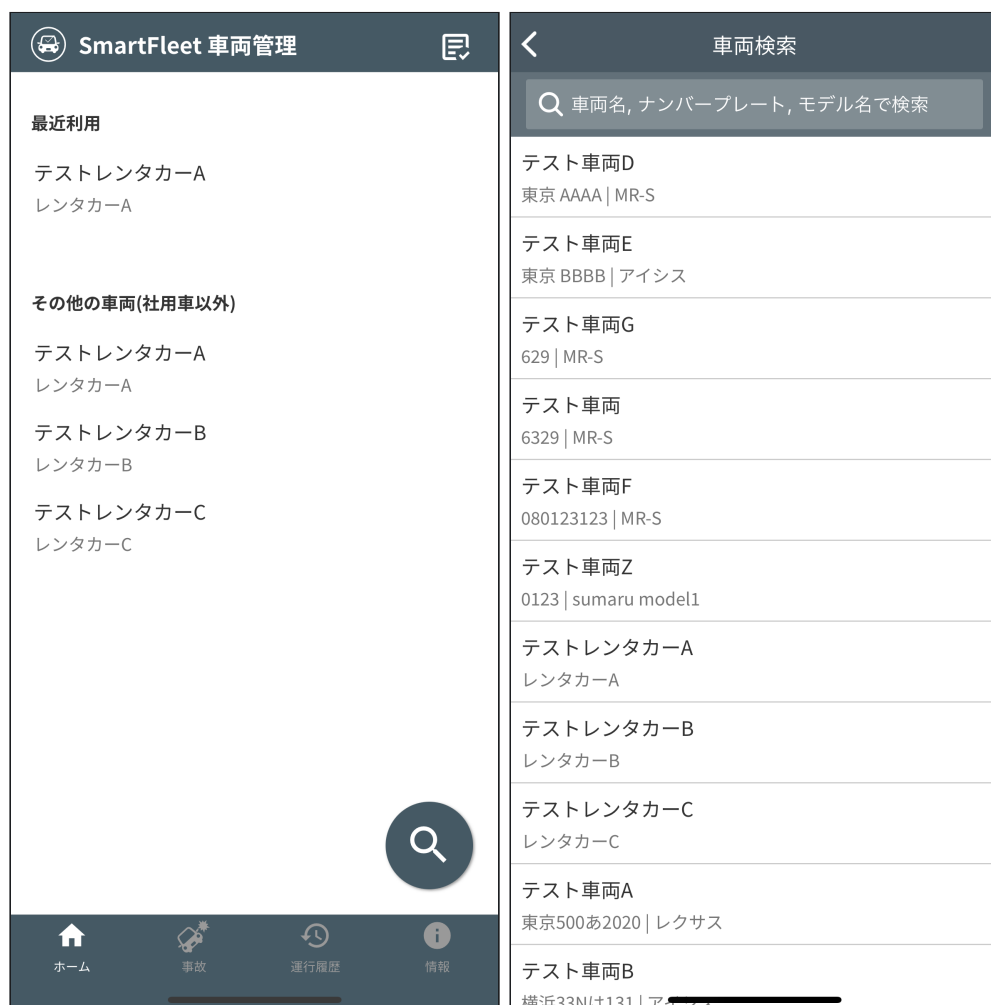 SmartFleet 車両管理
最近利用
テストレンタカーA
レンタカーA
その他の車両(社用車以外)
テストレンタカーA
レンタカーA
テストレンタカーB
レンタカーB
テストレンタカーC
レンタカーC
ホーム
事故
運行履歴
情報
車両検索
車両名, ナンバープレート, モデル名で検索
テスト車両D
東京 AAAA | MR-S
テスト車両E
東京 BBBB | アイシス
テスト車両G
629 | MR-S
テスト車両
6329 | MR-S
テスト車両F
080123123 | MR-S
テスト車両Z
0123 | sumaru model1
テストレンタカーA
レンタカーA
テストレンタカーB
レンタカーB
テストレンタカーC
レンタカーC
テスト車両A
東京500あ2020 | レクサス
テスト車両B
横浜33Nは131 |